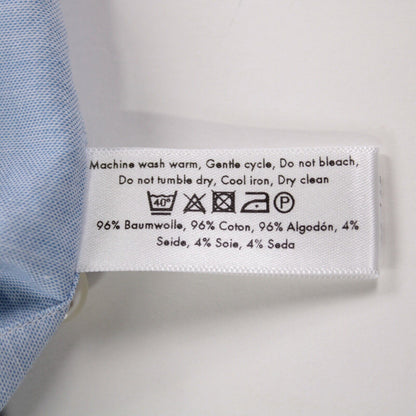 Machine wash warm, Gentle cycle, Do not bleach,
Do not tumble dry, Cool iron, Dry clean
40° P
96% Baumwolle, 96% Coton, 96% Algodón, 4%
Seide, 4% Soie, 4% Seda